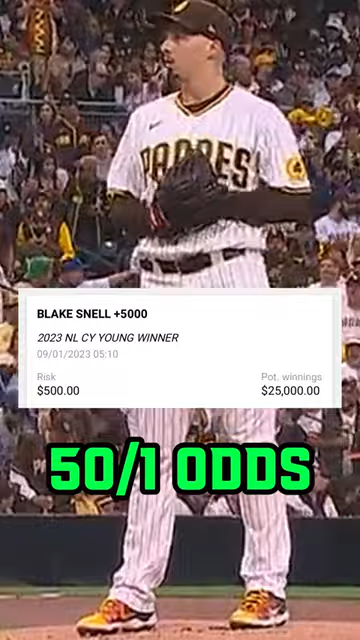 PADRES
BLAKE SNELL +5000
2023 NL CY YOUNG WINNER
09/01/2023 05:10
Risk
Pot. winnings
$500.00
$25,000.00
50/1 ODDS